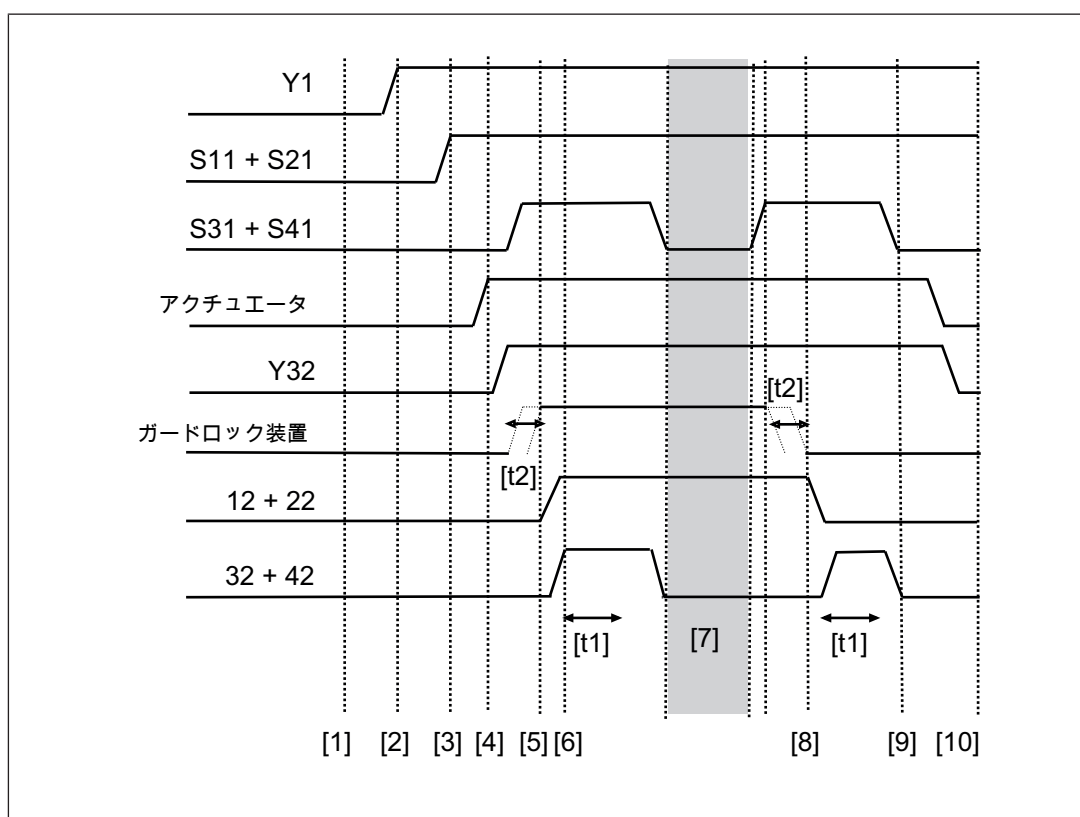 Y1
S11 + S21
S31 + S41
アクチュエータ
Y32
[t2]
ガードロック装置
[t2]
12 + 22
32 + 42
[t1] [7] [t1]
[1] [2] [3] [4] [5] [6] [8] [9] [10]